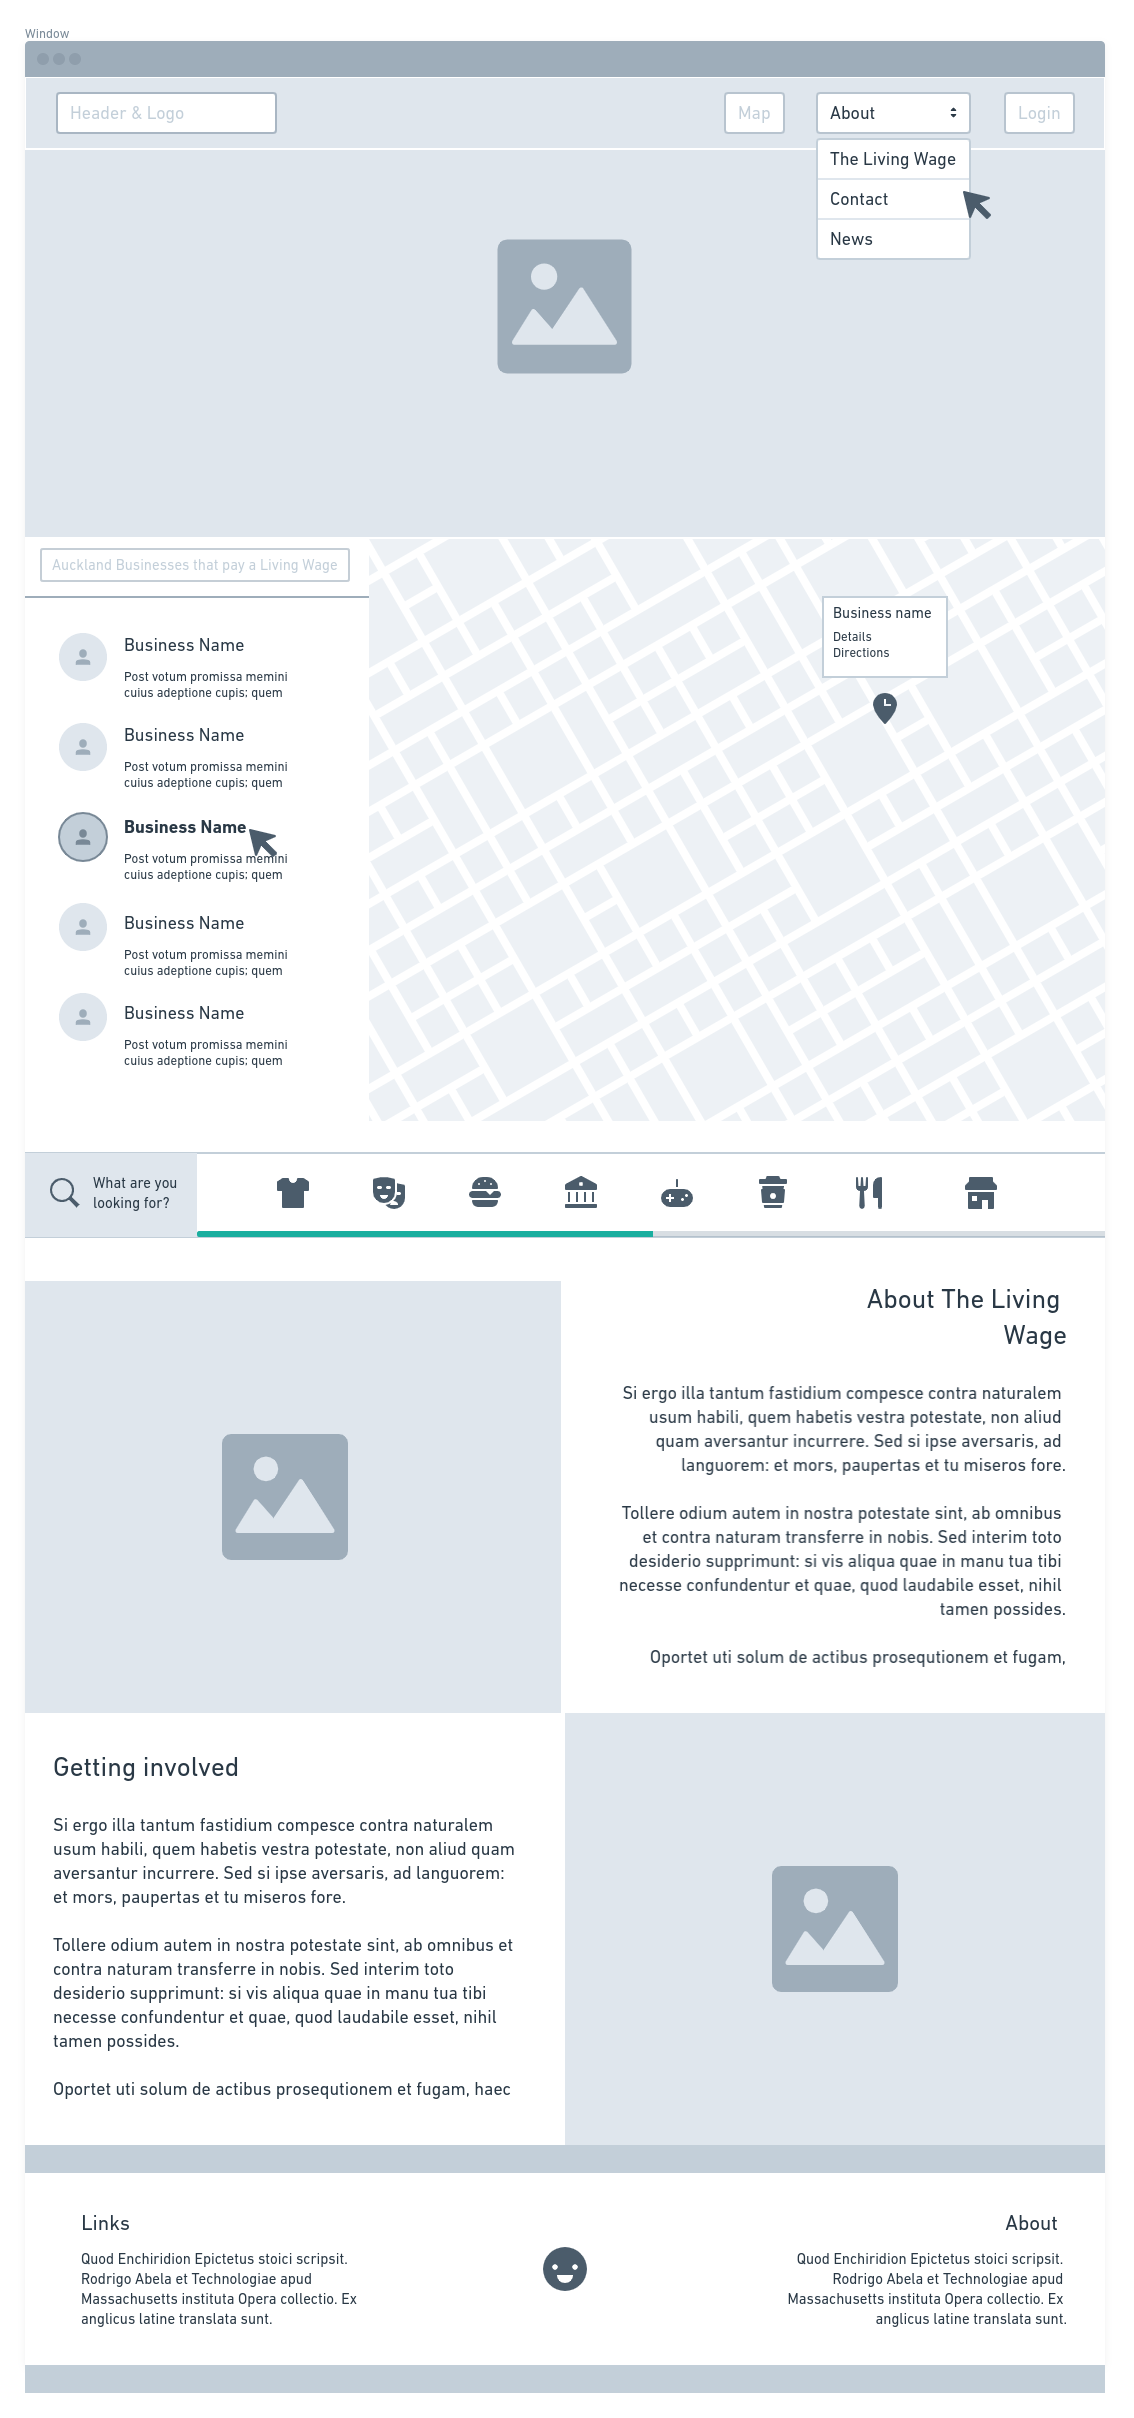 Window
Header & Logo
Map
About
Login
The Living Wage
Contact
News
Auckland Businesses that pay a Living Wage
Business Name
Post votum promissa memini
cuius adeptione cupis; quem
Business Name
Post votum promissa memini
cuius adeptione cupis; quem
Business Name
Post votum promissa memini
cuius adeptione cupis; quem
Business Name
Post votum promissa memini
cuius adeptione cupis; quem
Business Name
Post votum promissa memini
cuius adeptione cupis; quem
Business name
Details
Directions
What are you
looking for?
About The Living
Wage
Si ergo illa tantum fastidium compesce contra naturalem
usum habili, quem habetis vestra potestate, non aliud
quam aversantur incurrere. Sed si ipse aversaris, ad
languorem: et mors, paupertas et tu miseros fore.
Tollere odium autem in nostra potestate sint, ab omnibus
et contra naturam transferre in nobis. Sed interim toto
desiderio supprimunt: si vis aliqua quae in manu tua tibi
necesse confundentur et quae, quod laudabile esset, nihil
tamen possides.
Oportet uti solum de actibus prosequtionem et fugam,
Getting involved
Si ergo illa tantum fastidium compesce contra naturalem
usum habili, quem habetis vestra potestate, non aliud quam
aversantur incurrere. Sed si ipse aversaris, ad languorem:
et mors, paupertas et tu miseros fore.
Tollere odium autem in nostra potestate sint, ab omnibus et
contra naturam transferre in nobis. Sed interim toto
desiderio supprimunt: si vis aliqua quae in manu tua tibi
necesse confundentur et quae, quod laudabile esset, nihil
tamen possides.
Oportet uti solum de actibus prosequtionem et fugam, haec
Links
Quod Enchiridion Epictetus stoici scripsit.
Rodrigo Abela et Technologiae apud
Massachusetts instituta Opera collectio. Ex
anglicus latine translata sunt.
About
Quod Enchiridion Epictetus stoici scripsit.
Rodrigo Abela et Technologiae apud
Massachusetts instituta Opera collectio. Ex
anglicus latine translata sunt.